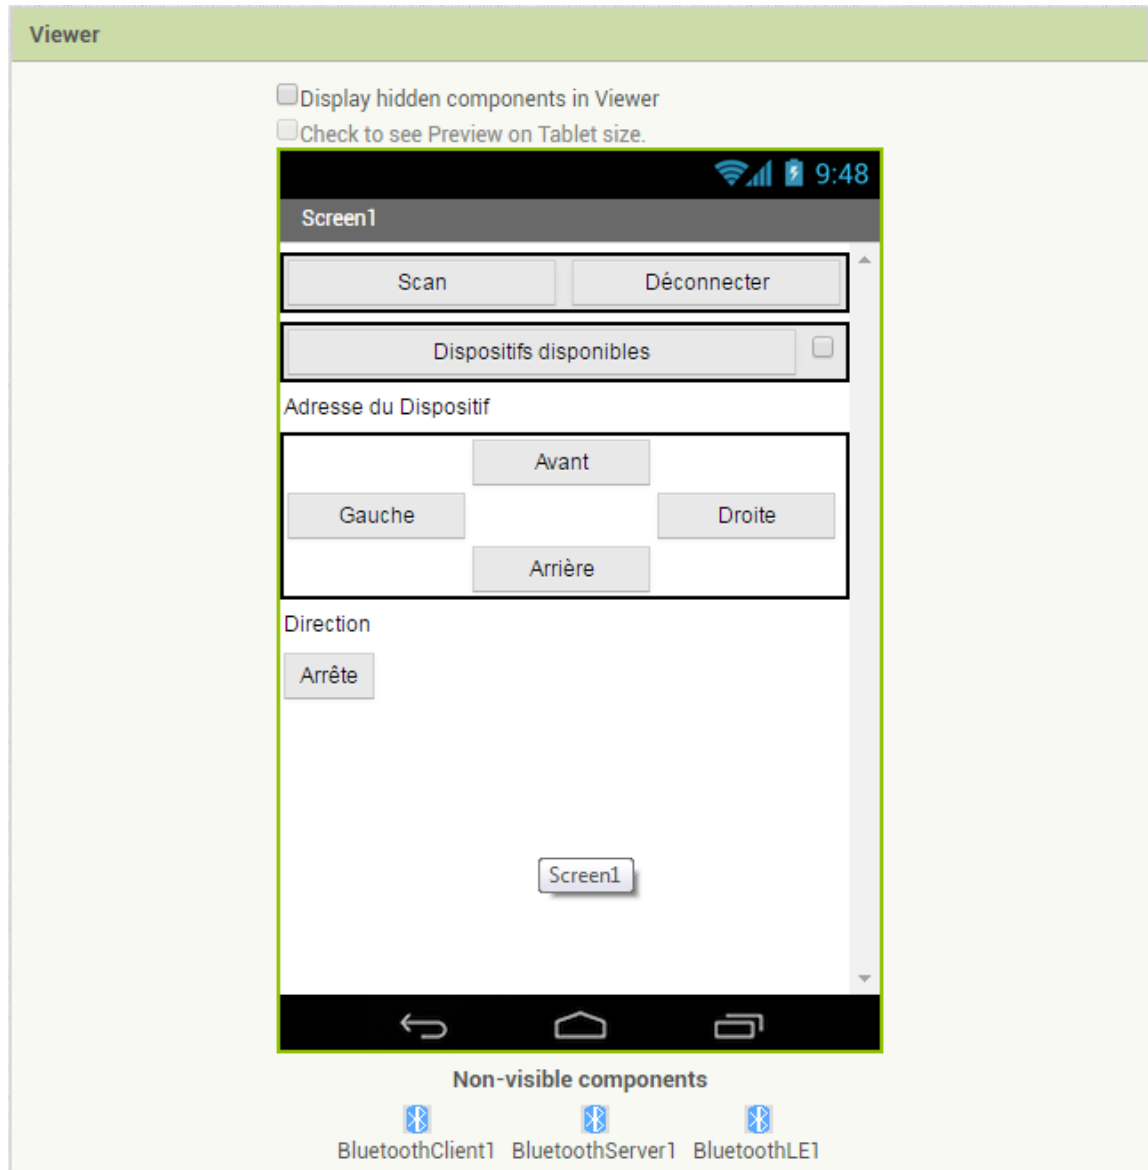 Viewer
Display hidden components in Viewer
Check to see Preview on Tablet size.
9:48
Screen1
Scan Déconnecter
Dispositifs disponibles
Adresse du Dispositif
Avant
Gauche Droite
Arrière
Direction
Arrête
Screen1
Non-visible components
BluetoothClient1 BluetoothServer1 BluetoothLE1